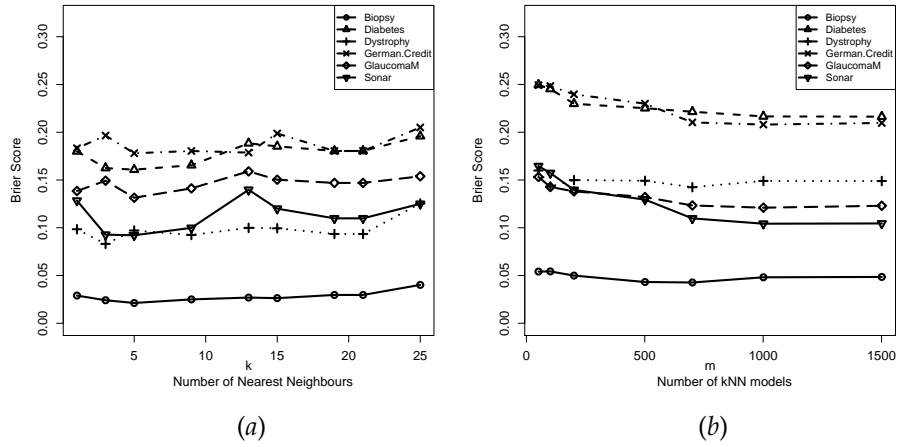 Biopsy
Diabetes
Dystrophy
German.Credit
GlaucomaM
Sonar
0.30
0.25
0.20
0.15
0.10
0.05
0.00
Brier Score
5 10 15 20 25
k
Number of Nearest Neighbours
(a)
Biopsy
Diabetes
Dystrophy
German.Credit
GlaucomaM
Sonar
0.30
0.25
0.20
0.15
0.10
0.05
0.00
Brier Score
0 500 1000 1500
m
Number of kNN models
(b)